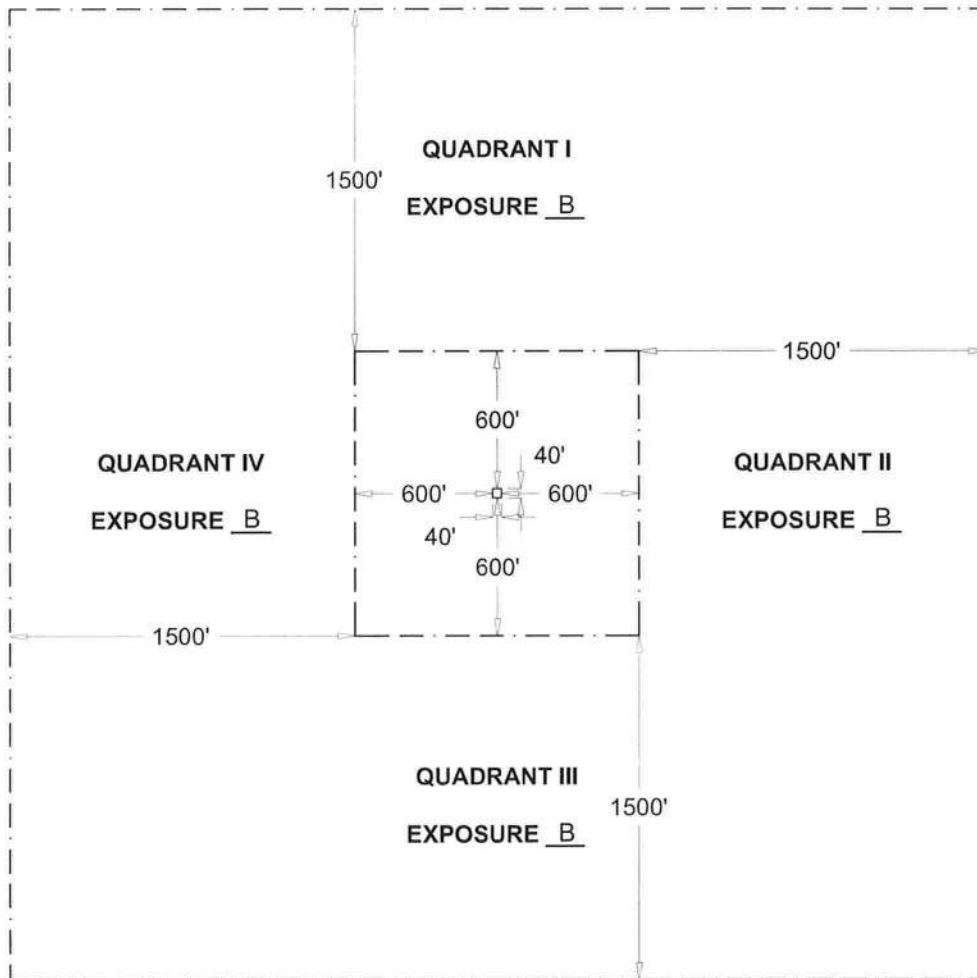 QUADRANT I
1500'
EXPOSURE B
1500'
600'
40'
QUADRANT IV
QUADRANT II
600'
600'
EXPOSURE B
EXPOSURE B
40'
600'
1500'
QUADRANT III
1500'
EXPOSURE B